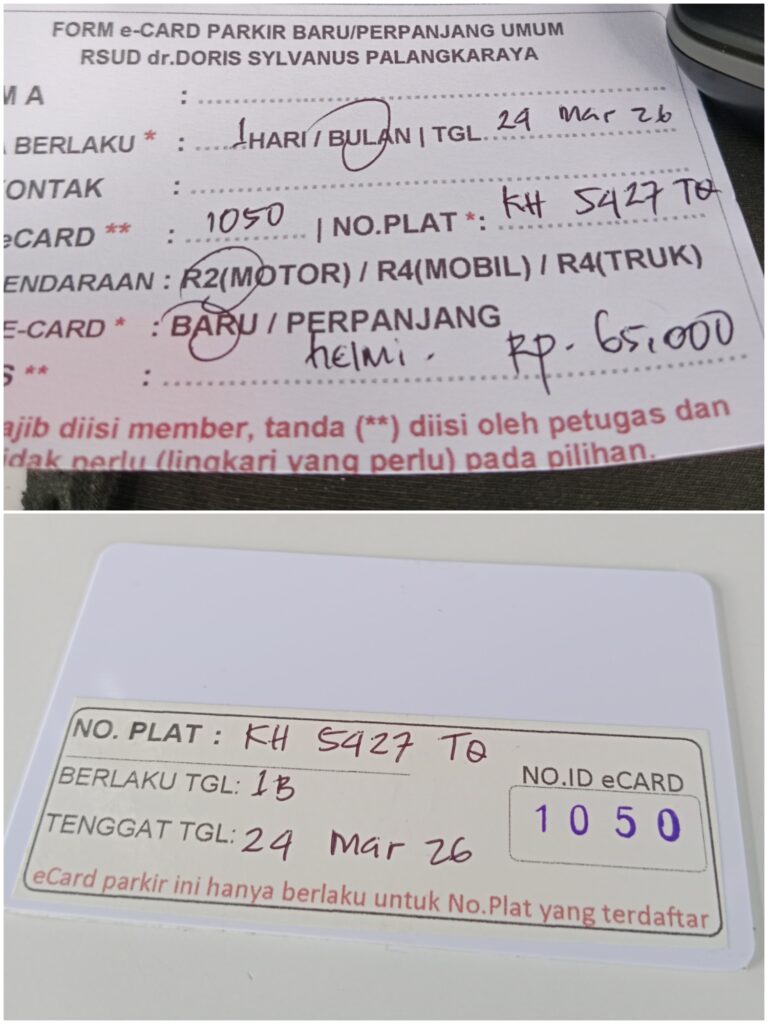 FORM e-CARD PARKIR BARU/PERPANJANG UMUM
RSUD dr.DORIS SYLVANUS PALANGKARAYA
M A :
BERLAKU * : 1 HARI / BULAN | TGL. 24 Mar 26
ONTAK :
eCARD ** : 1050 | NO.PLAT *: KH 5427 TQ
ENDARAAN : R2(MOTOR) / R4(MOBIL) / R4(TRUK)
E-CARD * : BARU / PERPANJANG
S ** : helmi. Rp. 65.000
ajib diisi member, tanda (**) diisi oleh petugas dan
idak perlu (lingkari yang perlu) pada pilihan.
NO. PLAT : KH 5427 TQ
BERLAKU TGL: 1B
NO.ID eCARD
1050
TENGGAT TGL: 24 Mar 26
eCard parkir ini hanya berlaku untuk No.Plat yang terdaftar